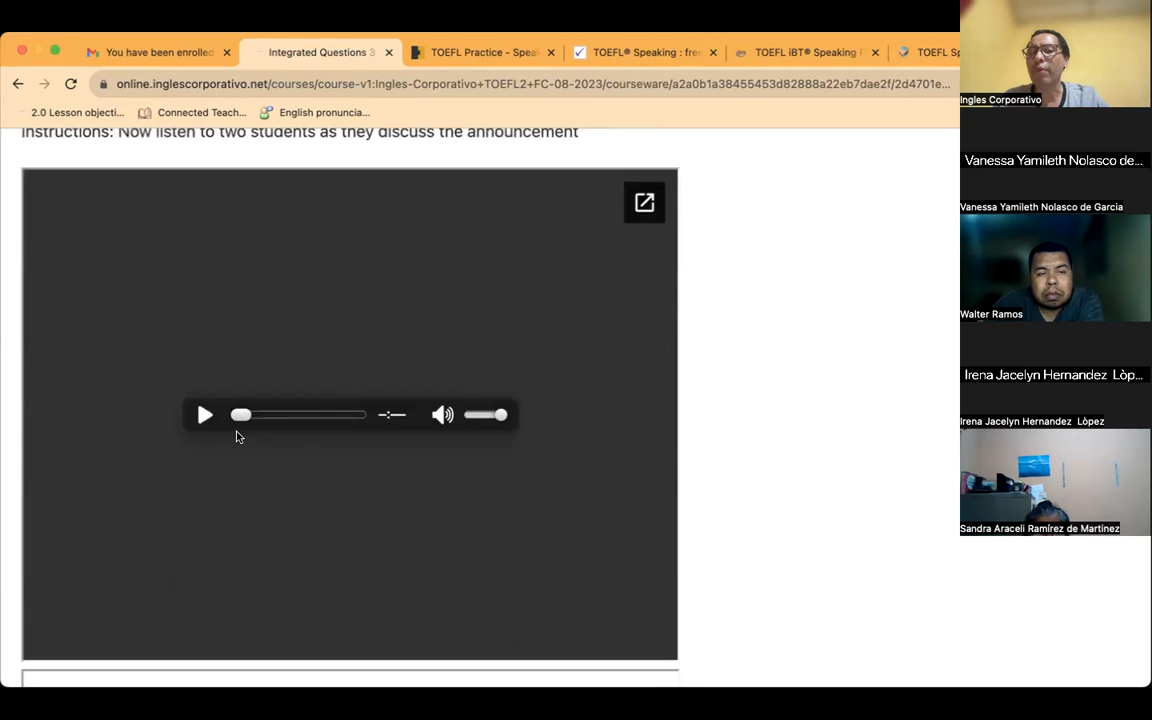 You have been enrolled
Integrated Questions 3
TOEFL Practice - Spea
TOEFL® Speaking : fre
TOEFL iBT® Speaking
TOEFL Sp
online.inglescorporativo.net/courses/course-v1:Ingles-Corporativo+TOEFL2+FC-08-2023/courseware/a2a0b1a38455453d82888a22eb7dae2f/2d4701e...
2.0 Lesson objecti...
Connected Teach...
English pronuncia...
Instructions: Now listen to two students as they discuss the announcement
Ingles Corporativo
Vanessa Yamileth Nolasco de...
Vanessa Yamileth Nolasco de Garcia
Walter Ramos
Irena Jacelyn Hernandez Lòp...
Irena Jacelyn Hernandez Lòpez
Sandra Araceli Ramírez de Martinez